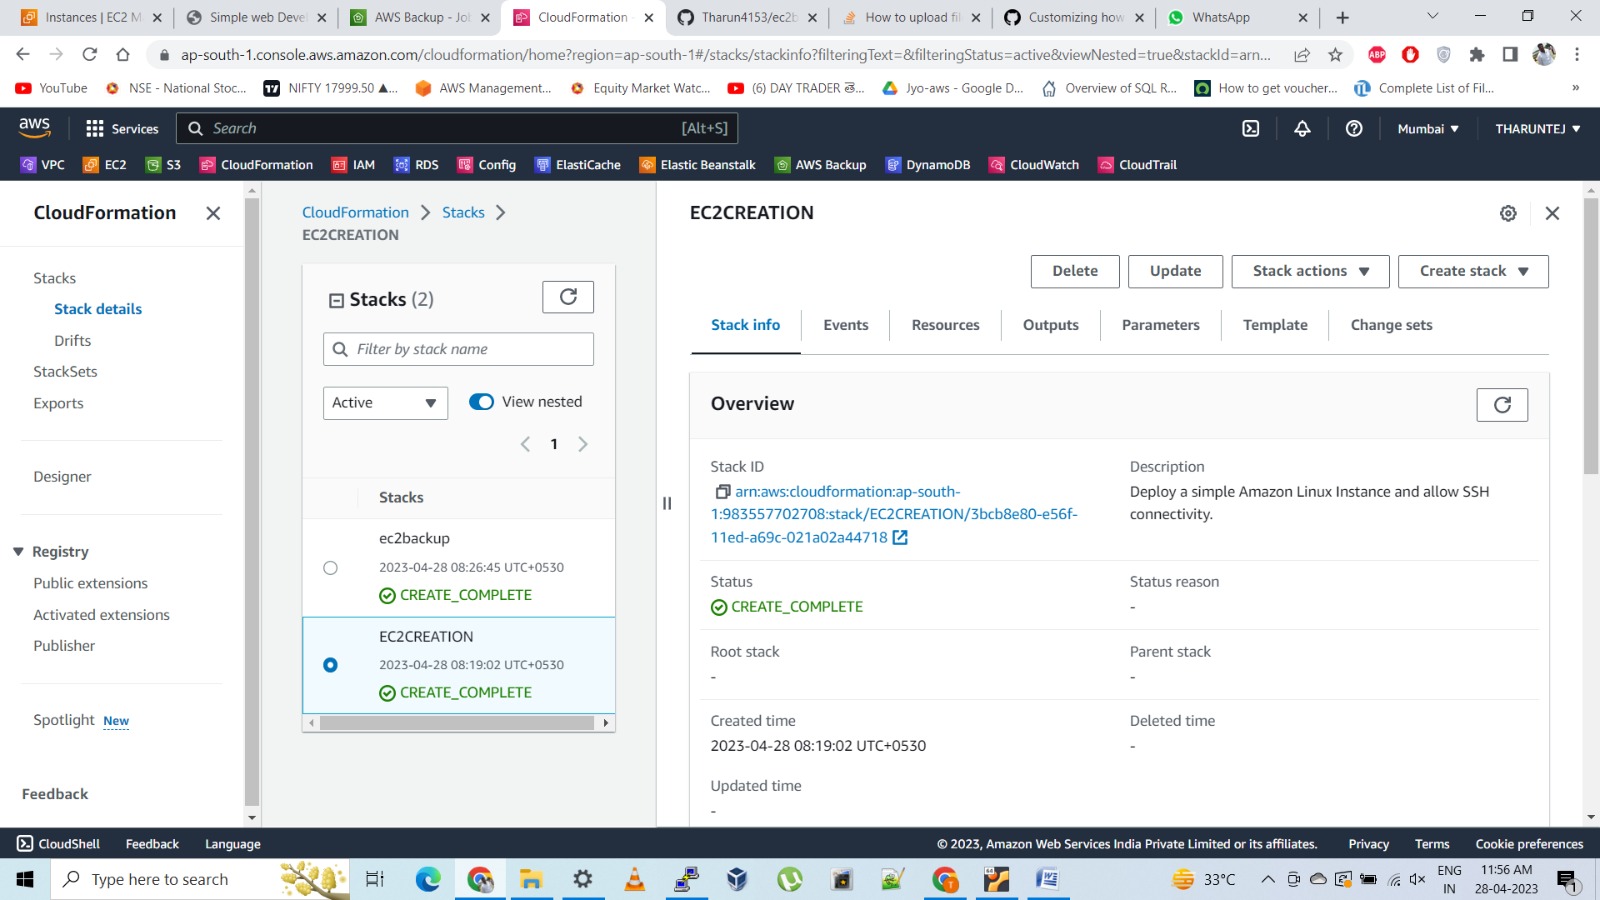 Instances | EC2 M
Simple web Devel
AWS Backup - Jol
CloudFormation -
Tharun4153/ec2b
How to upload fil
Customizing how
WhatsApp
ap-south-1.console.aws.amazon.com/cloudformation/home?region=ap-south-1#/stacks/stackinfo?filteringText=&filteringStatus=active&viewNested=true&stackId=arn...
ABP
YouTube
NSE - National Stoc...
NIFTY 17999.50 ▲...
AWS Management...
Equity Market Watc...
Jyo-aws - Google D...
Overview of SQL R...
How to get voucher...
Complete List of Fil...
»
aws
Services
Search
[Alt+S]
Mumbai ▼
THARUNTEJ ▼
VPC
EC2
S3
CloudFormation
IAM
RDS
Config
ElastiCache
Elastic Beanstalk
AWS Backup
DynamoDB
CloudWatch
CloudTrail
CloudFormation
Stacks
Stack details
Drifts
StackSets
Exports
Designer
Registry
Public extensions
Activated extensions
Publisher
Spotlight New
Feedback
CloudFormation > Stacks >
EC2CREATION
Stacks (2)
Filter by stack name
Active
View nested
1
Stacks
ec2backup
2023-04-28 08:26:45 UTC+0530
CREATE_COMPLETE
EC2CREATION
2023-04-28 08:19:02 UTC+0530
CREATE_COMPLETE
EC2CREATION
Delete
Update
Stack actions ▼
Create stack ▼
Stack info
Events
Resources
Outputs
Parameters
Template
Change sets
Overview
Stack ID
arn:aws:cloudformation:ap-south-
1:983557702708:stack/EC2CREATION/3bcb8e80-e56f-
11ed-a69c-021a02a44718
Description
Deploy a simple Amazon Linux Instance and allow SSH
connectivity.
Status
CREATE_COMPLETE
Status reason
-
Root stack
-
Parent stack
-
Created time
2023-04-28 08:19:02 UTC+0530
Deleted time
-
Updated time
-
CloudShell
Feedback
Language
© 2023, Amazon Web Services India Private Limited or its affiliates.
Privacy
Terms
Cookie preferences
Type here to search
33°C
ENG
IN
11:56 AM
28-04-2023
1